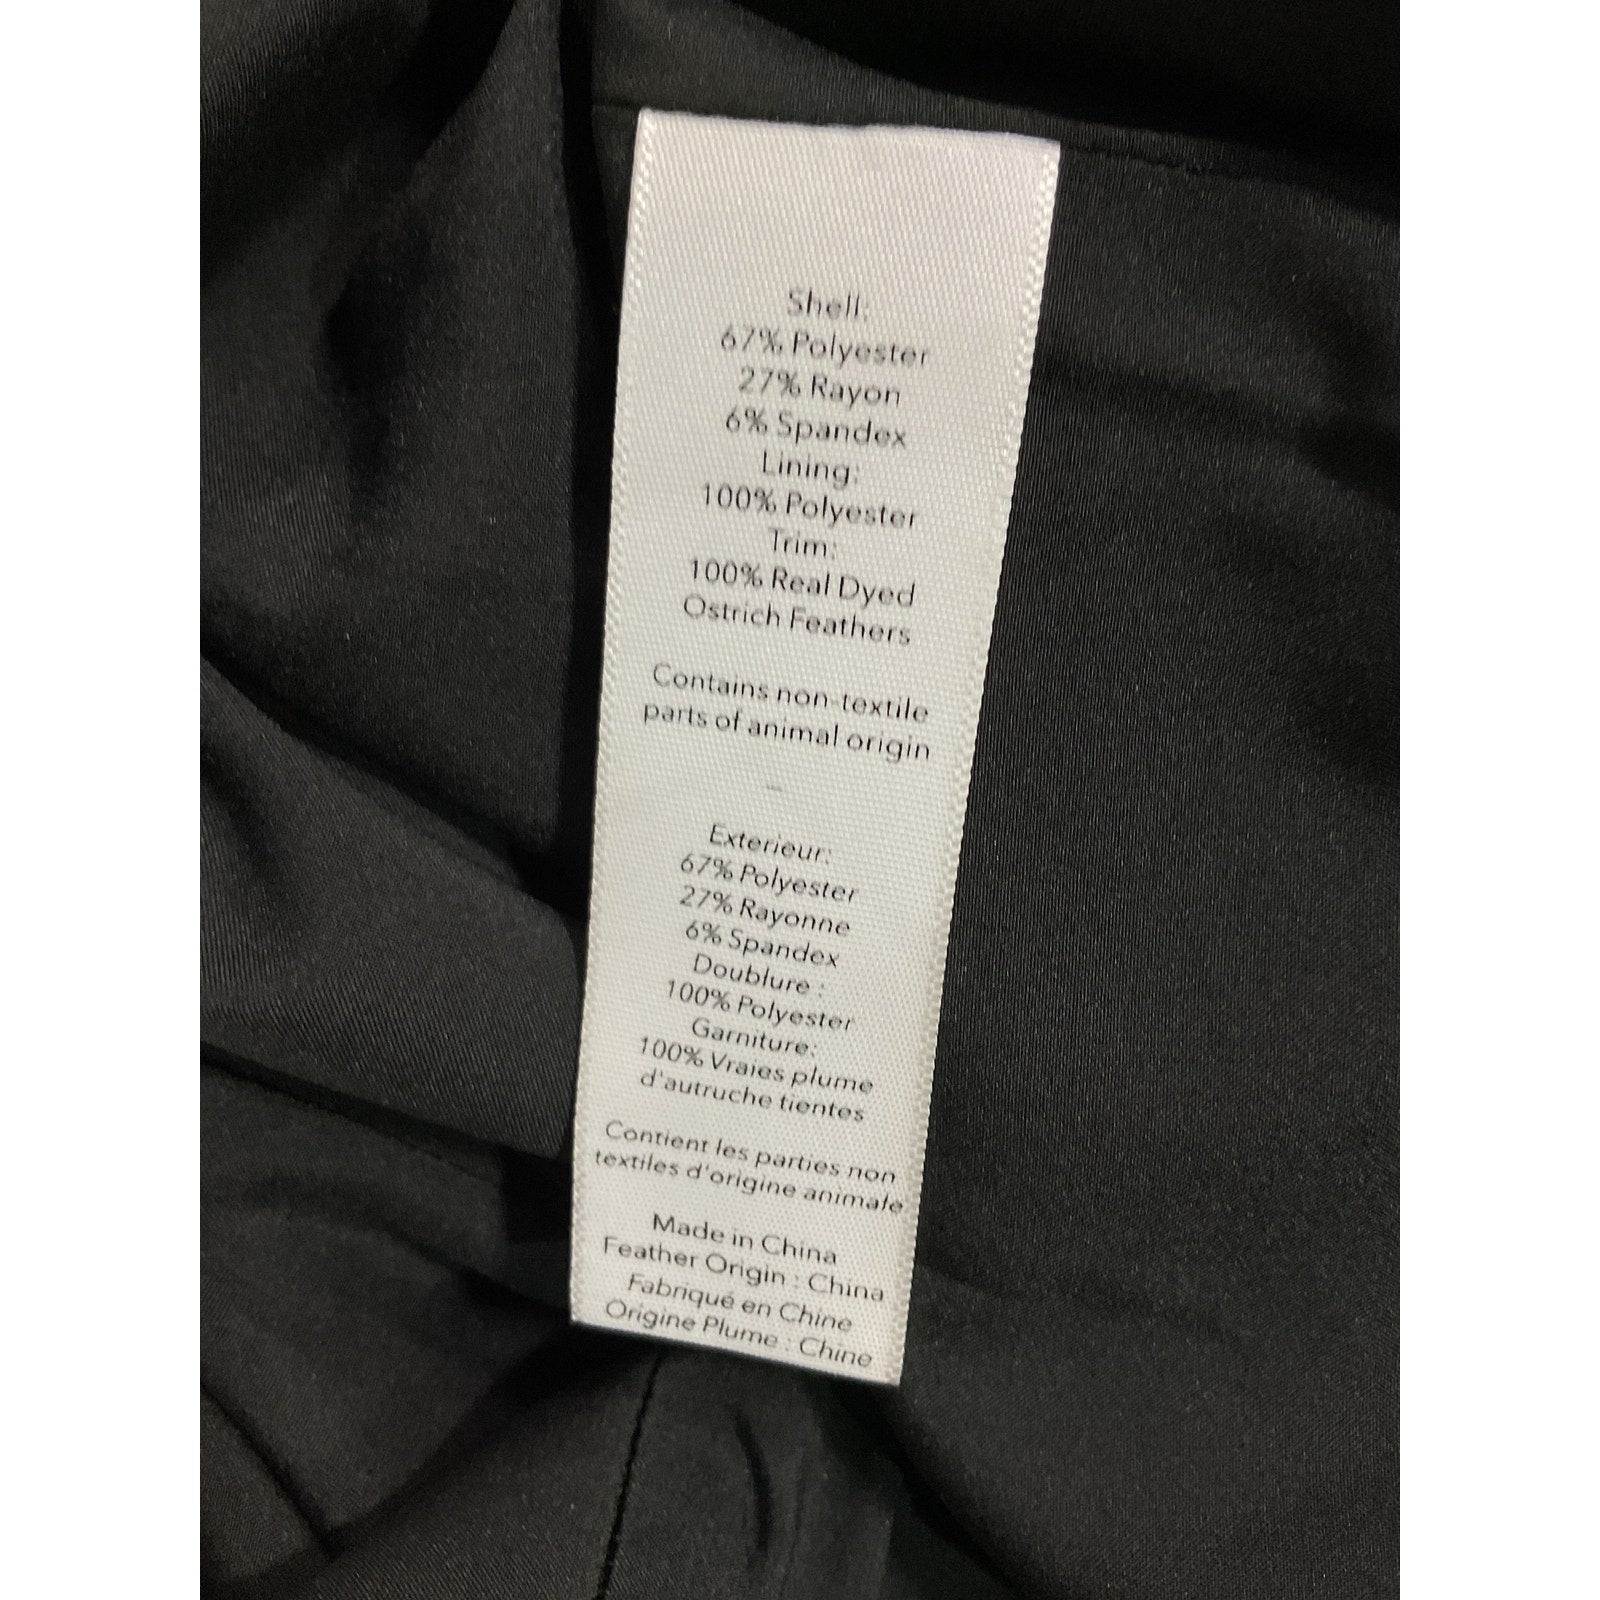 Shell:
67% Polyester
27% Rayon
6% Spandex
Lining:
100% Polyester
Trim:
100% Real Dyed
Ostrich Feathers
Contains non-textile
parts of animal origin
-
Exterieur:
67% Polyester
27% Rayonne
6% Spandex
Doublure :
100% Polyester
Garniture:
100% Vraies plume
d'autruche tientes
Contient les parties non
textiles d'origine animale
Made in China
Feather Origin : China
Fabriqué en Chine
Origine Plume : Chine